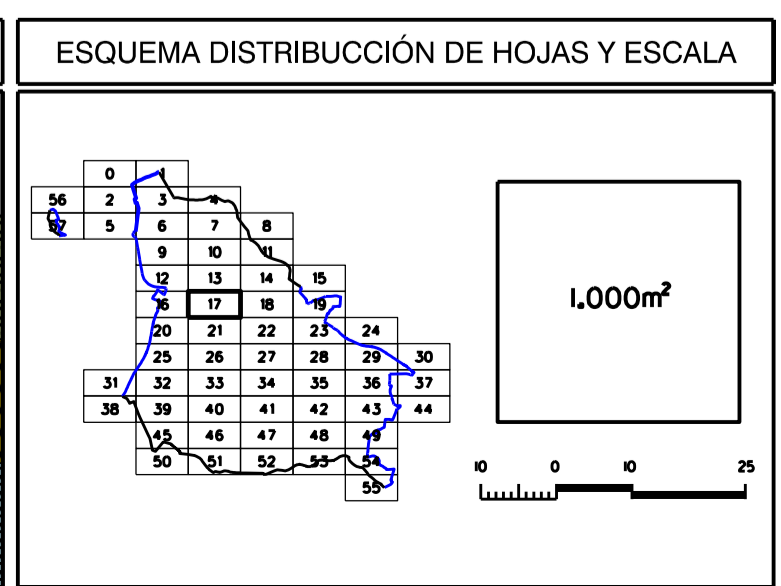 ESQUEMA DISTRIBUCCIÓN DE HOJAS Y ESCALA
0 1
56 2 3 4
57 5 6 7 8
9 10 11
12 13 14 15
16 17 18 19
20 21 22 23 24
25 26 27 28 29 30
31 32 33 34 35 36 37
38 39 40 41 42 43 44
45 46 47 48 49
50 51 52 53 54
55
1.000m²
10 0 10 25